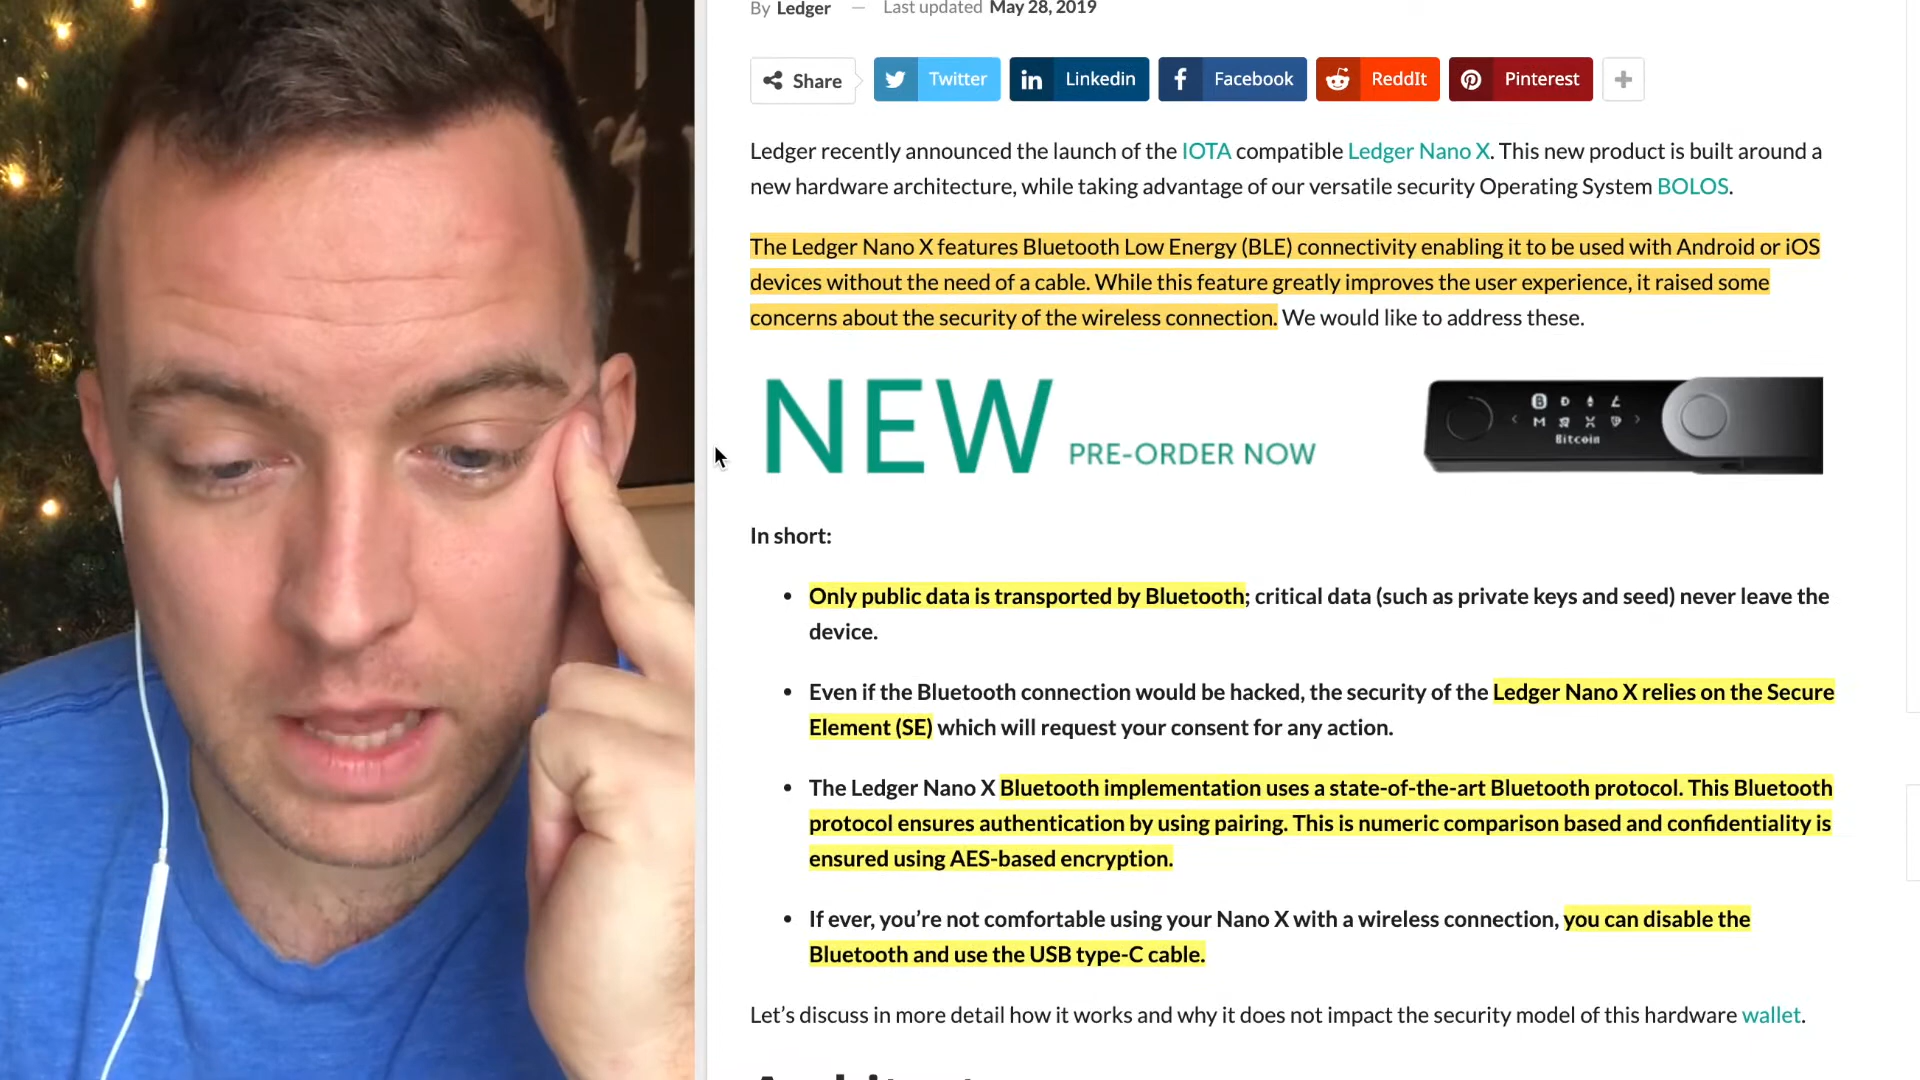 By Ledger — Last updated May 28, 2019
Share Twitter Linkedin Facebook ReddIt Pinterest +
Ledger recently announced the launch of the IOTA compatible Ledger Nano X. This new product is built around a
new hardware architecture, while taking advantage of our versatile security Operating System BOLOS.
The Ledger Nano X features Bluetooth Low Energy (BLE) connectivity enabling it to be used with Android or iOS
devices without the need of a cable. While this feature greatly improves the user experience, it raised some
concerns about the security of the wireless connection. We would like to address these.
NEW PRE-ORDER NOW
Bitcoin
In short:
• Only public data is transported by Bluetooth; critical data (such as private keys and seed) never leave the
device.
• Even if the Bluetooth connection would be hacked, the security of the Ledger Nano X relies on the Secure
Element (SE) which will request your consent for any action.
• The Ledger Nano X Bluetooth implementation uses a state-of-the-art Bluetooth protocol. This Bluetooth
protocol ensures authentication by using pairing. This is numeric comparison based and confidentiality is
ensured using AES-based encryption.
• If ever, you’re not comfortable using your Nano X with a wireless connection, you can disable the
Bluetooth and use the USB type-C cable.
Let’s discuss in more detail how it works and why it does not impact the security model of this hardware wallet.